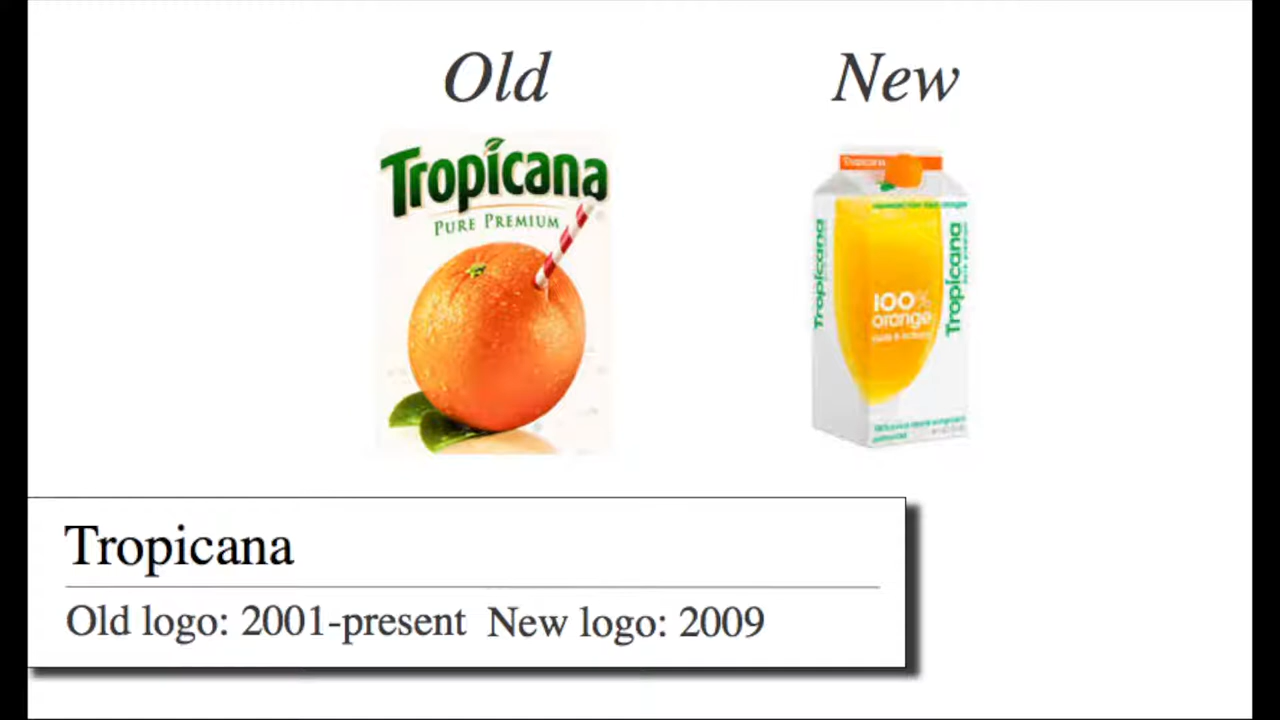 Old
New
Tropicana
PURE PREMIUM
Tropicana
Tropicana
Tropicana
100%
orange
Tropicana
Old logo: 2001-present New logo: 2009